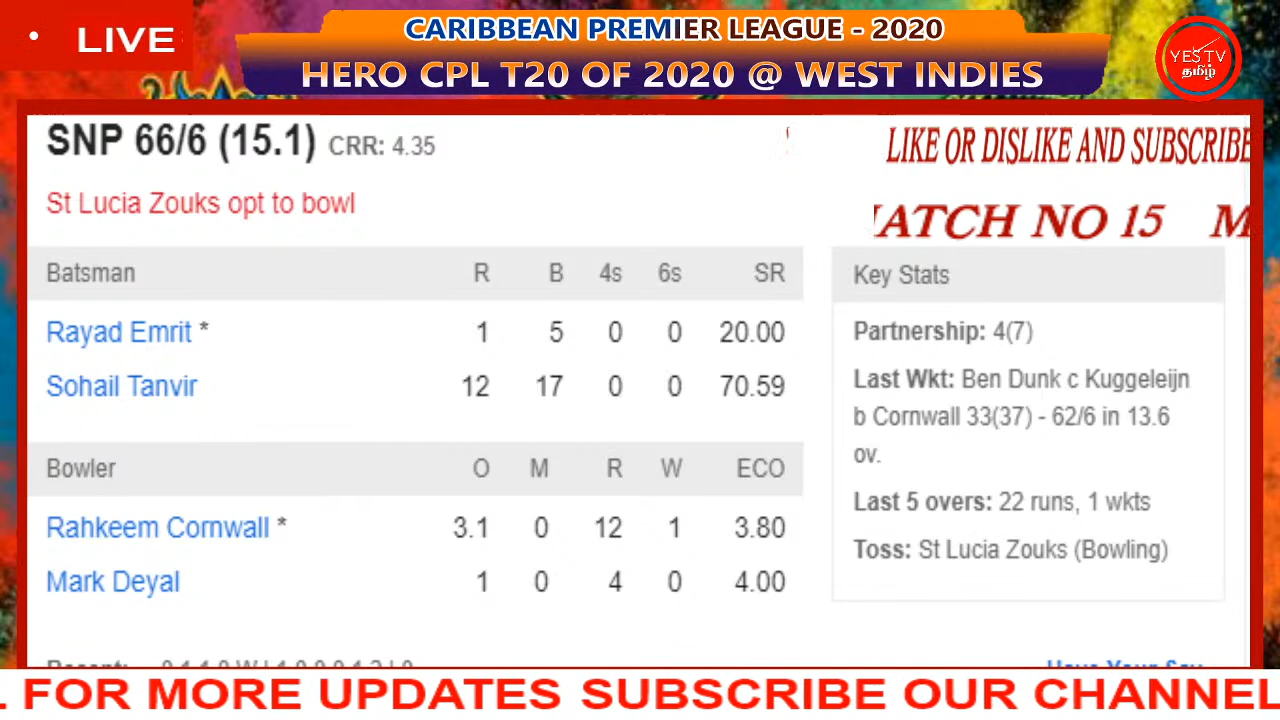 LIVE
CARIBBEAN PREMIER LEAGUE - 2020
HERO CPL T20 OF 2020 @ WEST INDIES
YES TV
தமிழ்
SNP 66/6 (15.1) CRR: 4.35
LIKE OR DISLIKE AND SUBSCRIBE
St Lucia Zouks opt to bowl
ATCH NO 15 M
Batsman R B 4s 6s SR
Rayad Emrit * 1 5 0 0 20.00
Sohail Tanvir 12 17 0 0 70.59
Bowler O M R W ECO
Rahkeem Cornwall * 3.1 0 12 1 3.80
Mark Deyal 1 0 4 0 4.00
Key Stats
Partnership: 4(7)
Last Wkt: Ben Dunk c Kuggeleijn
b Cornwall 33(37) - 62/6 in 13.6
ov.
Last 5 overs: 22 runs, 1 wkts
Toss: St Lucia Zouks (Bowling)
FOR MORE UPDATES SUBSCRIBE OUR CHANNEL